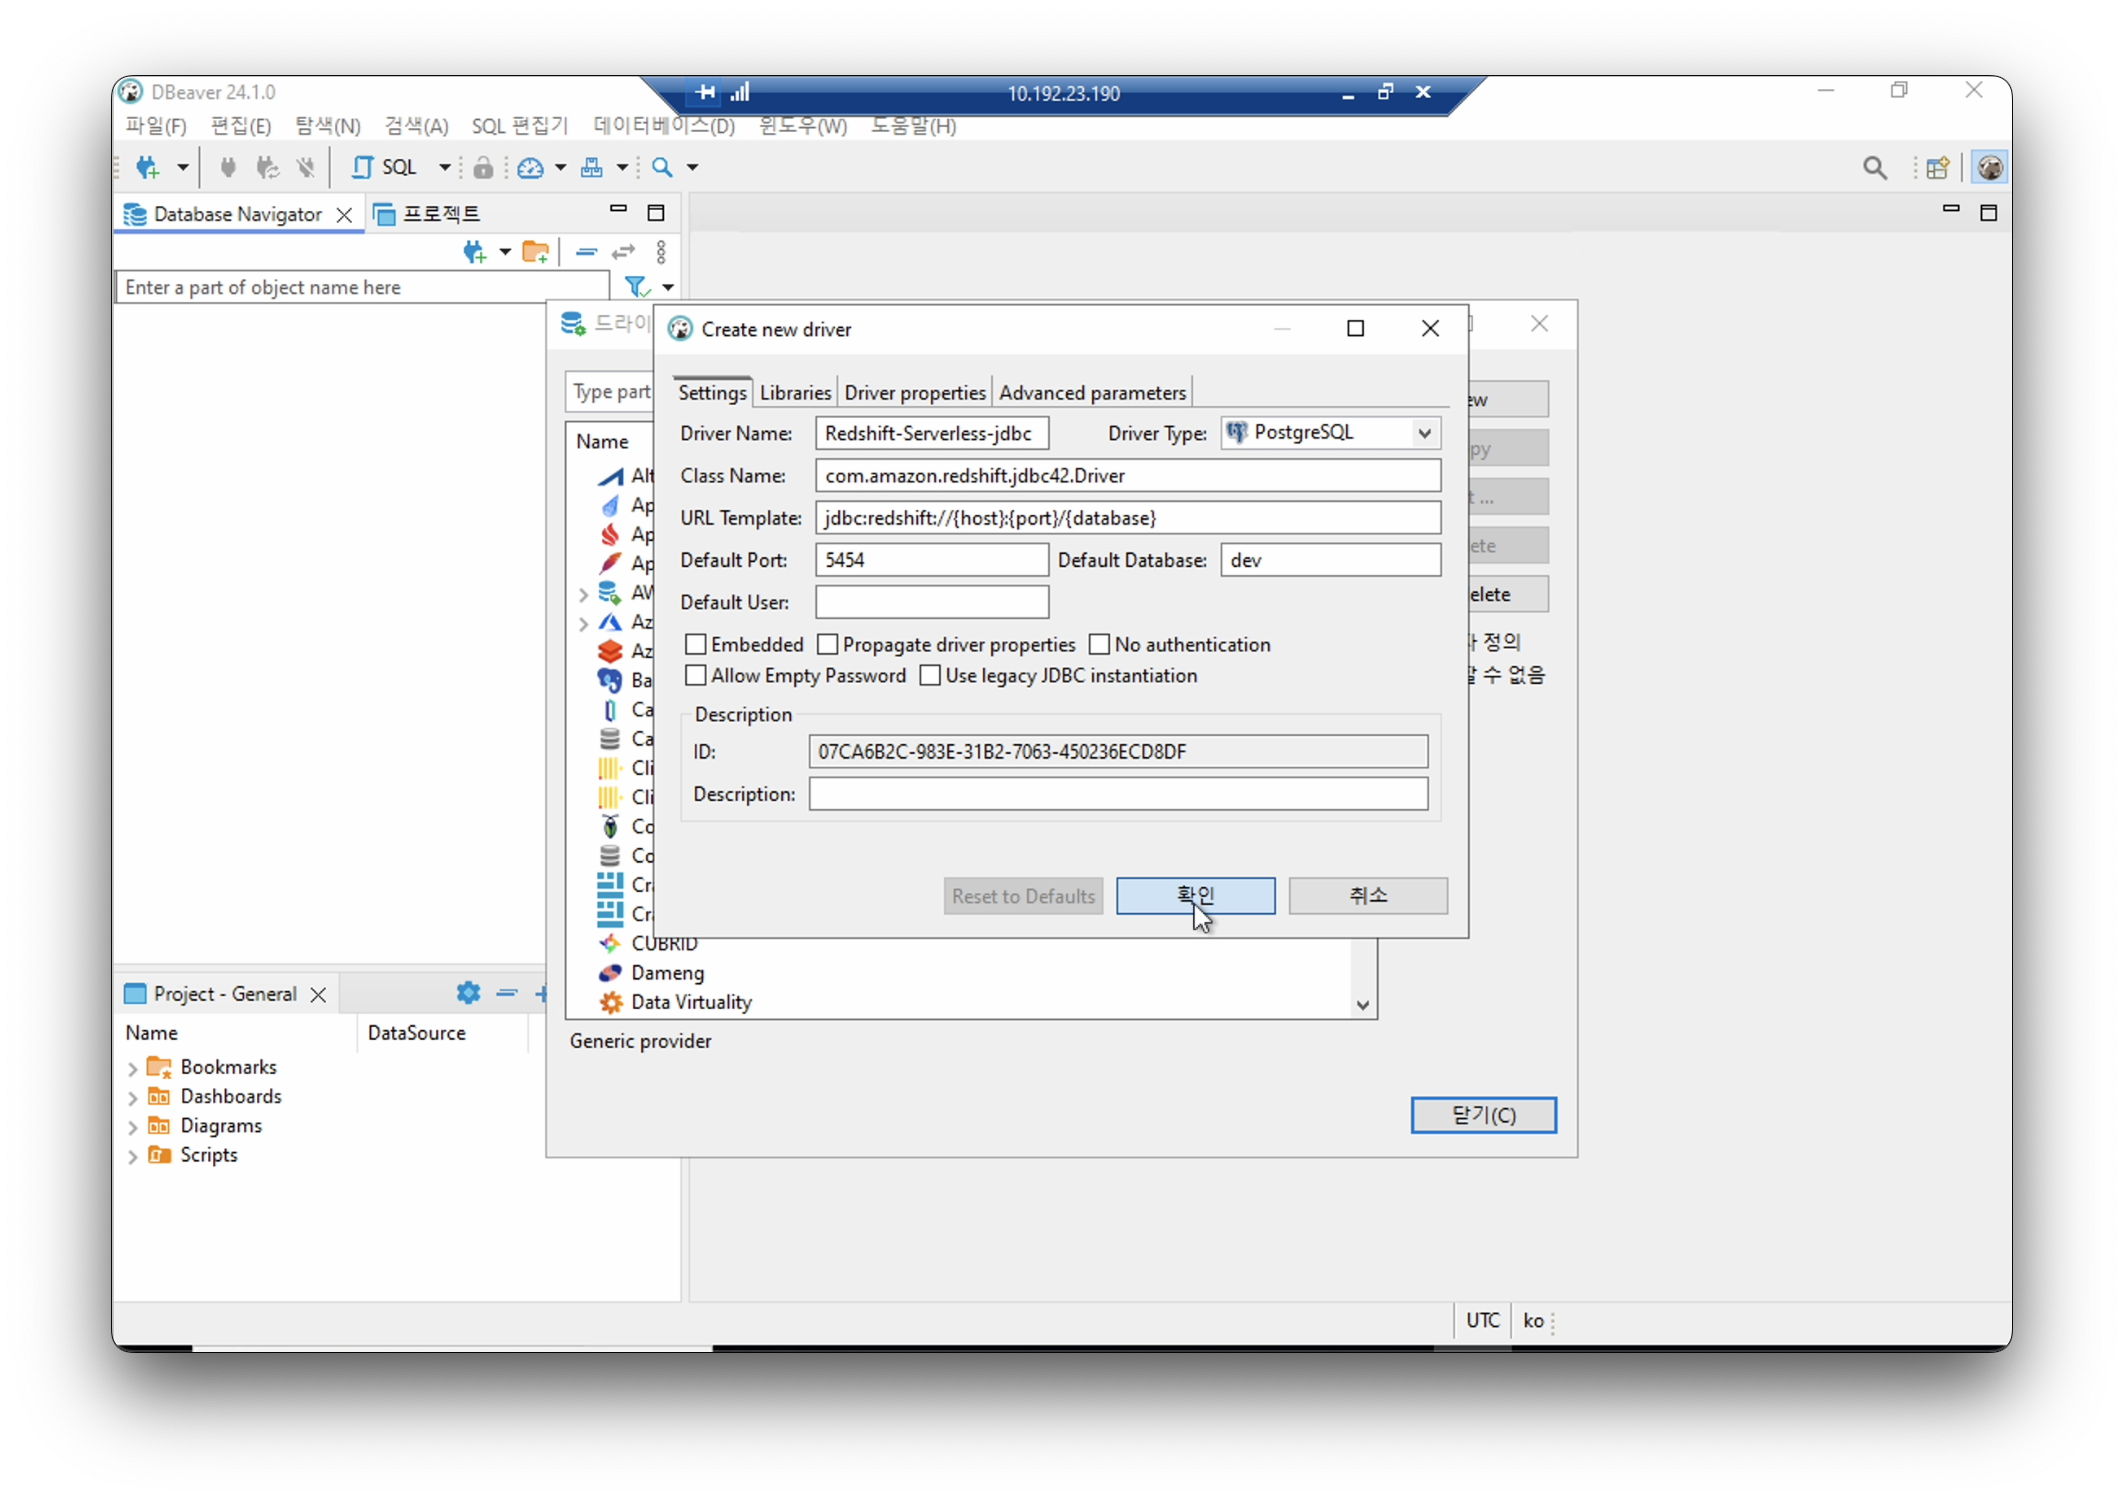 DBeaver 24.1.0
10.192.23.190
파일(F) 편집(E) 탐색(N) 검색(A) SQL 편집기 데이터베이스(D) 윈도우(W) 도움말(H)
SQL
Database Navigator 프로젝트
Enter a part of object name here
드라이
Create new driver
Type part
Settings Libraries Driver properties Advanced parameters
ew
Driver Name: Redshift-Serverless-jdbc Driver Type: PostgreSQL
Name
py
Class Name: com.amazon.redshift.jdbc42.Driver
Alt
t ...
Ap
URL Template: jdbc:redshift://{host}:{port}/{database}
Ap
ete
Default Port: 5454 Default Database: dev
Ap
AW
elete
Default User:
Az
Embedded Propagate driver properties No authentication
정의
Az
Allow Empty Password Use legacy JDBC instantiation
수 없음
Ba
Ca
Description
Ca
ID: 07CA6B2C-983E-31B2-7063-450236ECD8DF
Cli
Description:
Cli
Co
Co
Cr
Reset to Defaults 확인 취소
Cr
CUBRID
Dameng
Data Virtuality
Generic provider
닫기(C)
Project - General
Name DataSource
Bookmarks
Dashboards
Diagrams
Scripts
UTC ko